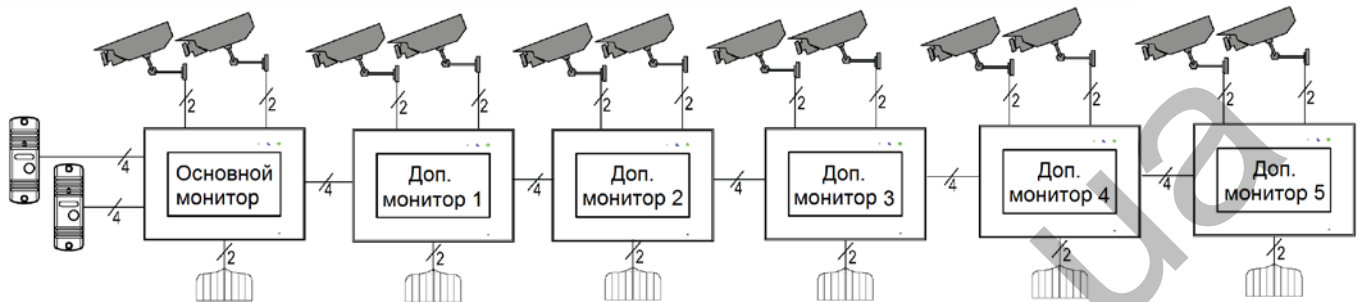 2 2 2 2 2 2 2 2 2 2 2 2
4 Основной монитор
4
4 Доп. монитор 1
4 Доп. монитор 2
4 Доп. монитор 3
4 Доп. монитор 4
4 Доп. монитор 5
2 2 2 2 2 2
ua